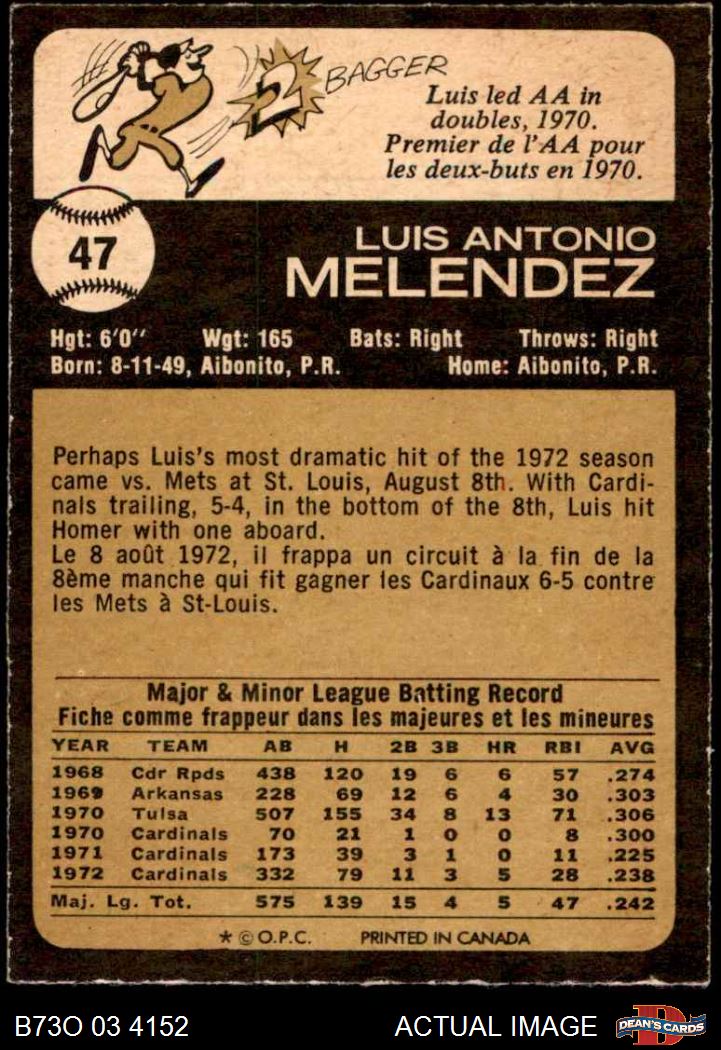 2 BAGGER
Luis led AA in
doubles, 1970.
Premier de l'AA pour
les deux-buts en 1970.
47
LUIS ANTONIO
MELENDEZ
Hgt: 6'0" Wgt: 165 Bats: Right Throws: Right
Born: 8-11-49, Aibonito, P.R. Home: Aibonito, P.R.
Perhaps Luis's most dramatic hit of the 1972 season
came vs. Mets at St. Louis, August 8th. With Cardi-
nals trailing, 5-4, in the bottom of the 8th, Luis hit
Homer with one aboard.
Le 8 août 1972, il frappa un circuit à la fin de la
8ème manche qui fit gagner les Cardinaux 6-5 contre
les Mets à St-Louis.
Major & Minor League Batting Record
Fiche comme frappeur dans les majeures et les mineures
YEAR TEAM AB H 2B 3B HR RBI AVG
1968 Cdr Rpds 438 120 19 6 6 57 .274
1969 Arkansas 228 69 12 6 4 30 .303
1970 Tulsa 507 155 34 8 13 71 .306
1970 Cardinals 70 21 1 0 0 8 .300
1971 Cardinals 173 39 3 1 0 11 .225
1972 Cardinals 332 79 11 3 5 28 .238
Maj. Lg. Tot. 575 139 15 4 5 47 .242
* © O.P.C. PRINTED IN CANADA
B73O 03 4152 ACTUAL IMAGE D DEAN'S CARDS